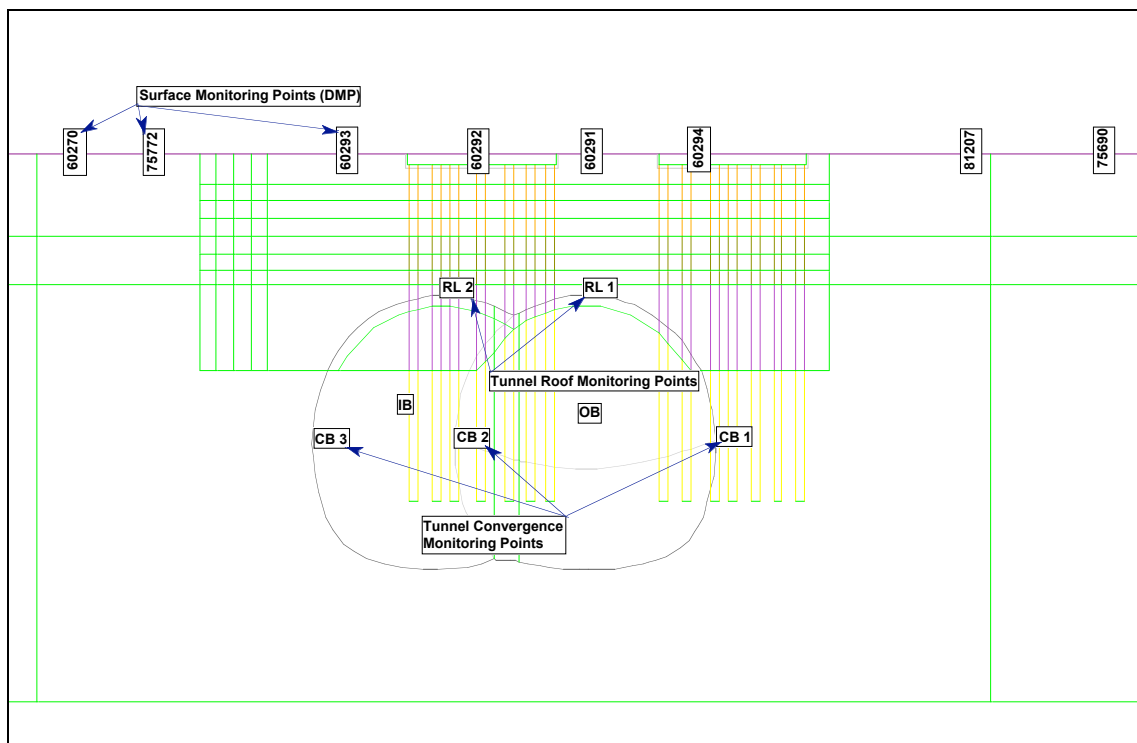 Surface Monitoring Points (DMP)
60270
75772
60293
60292
60291
60294
81207
75690
RL 2
RL 1
Tunnel Roof Monitoring Points
IB
OB
CB 3
CB 2
CB 1
Tunnel Convergence
Monitoring Points